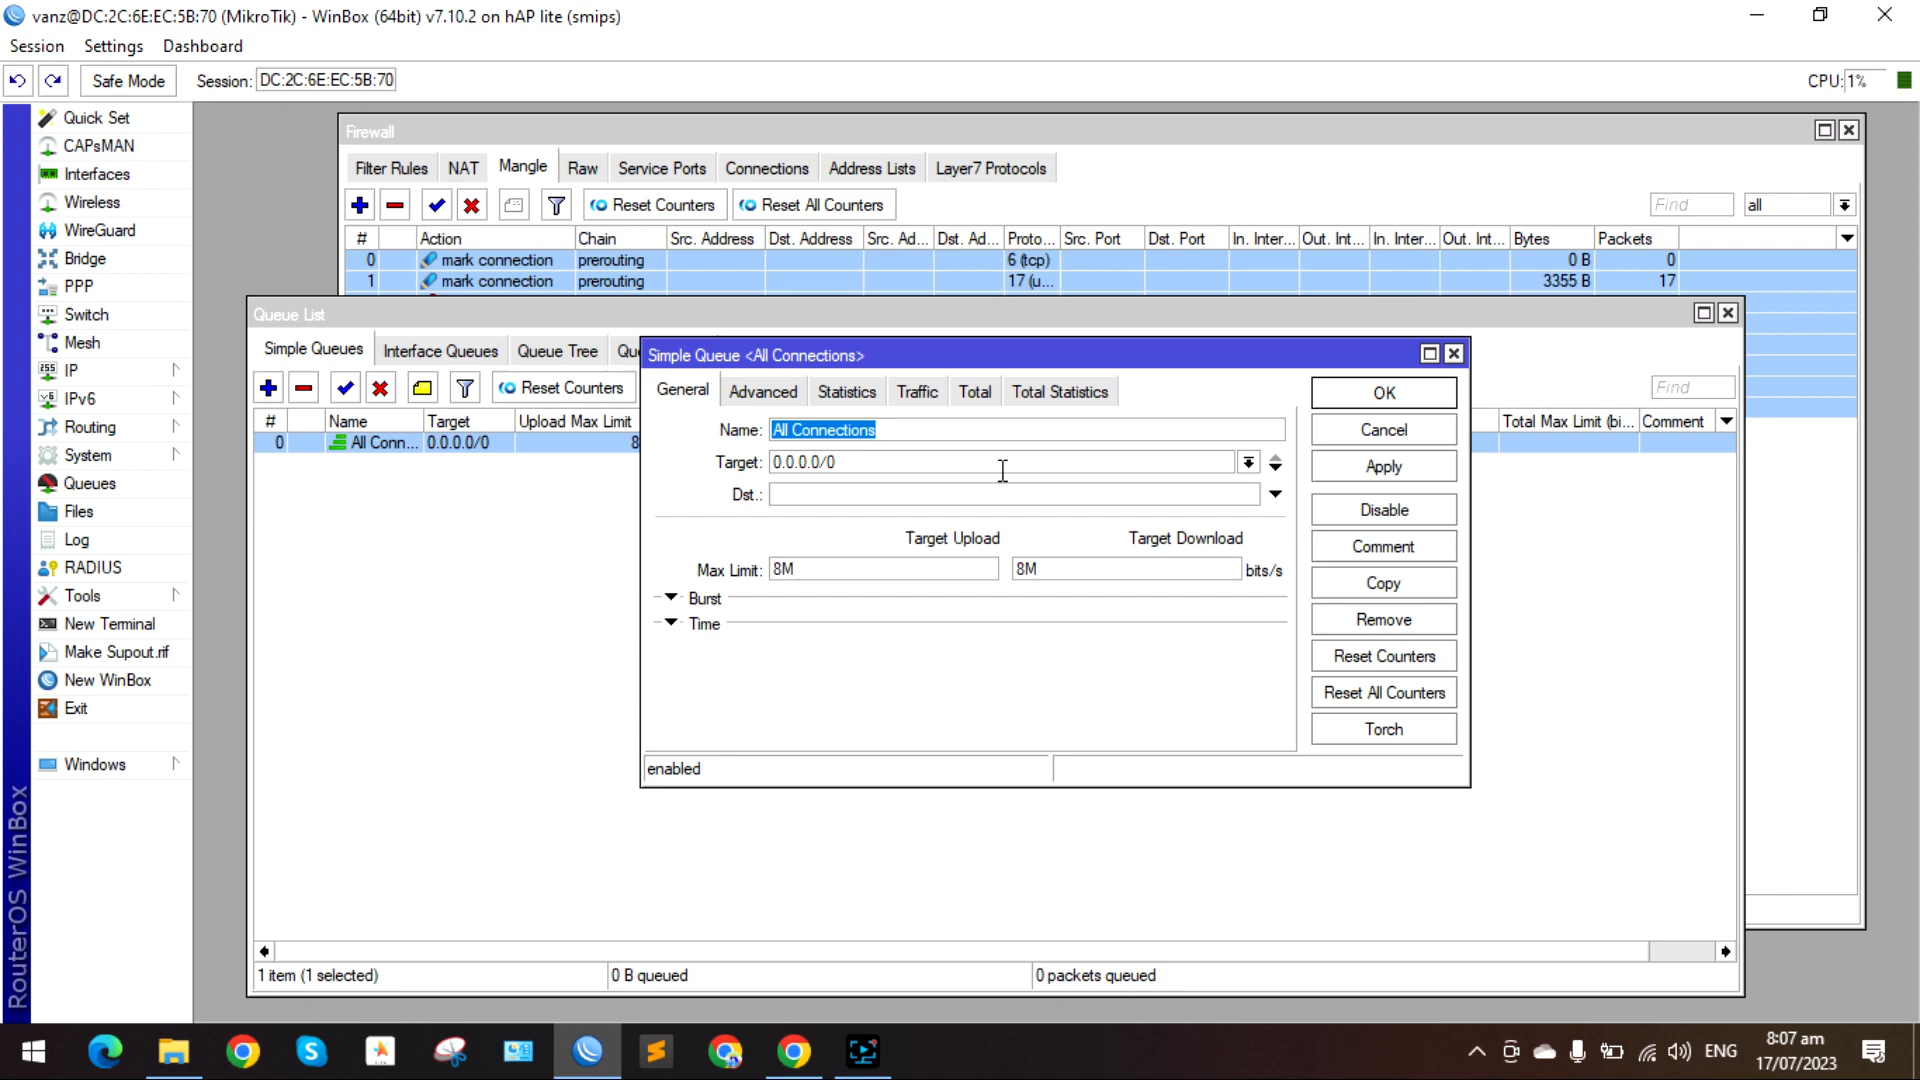 vanz@DC:2C:6E:EC:5B:70 (MikroTik) - WinBox (64bit) v7.10.2 on hAP lite (smips)
Session Settings Dashboard
Safe Mode Session: DC:2C:6E:EC:5B:70 CPU: 1%
Quick Set
CAPsMAN
Interfaces
Wireless
WireGuard
Bridge
PPP
Switch
Mesh
IP
IPv6
Routing
System
Queues
Files
Log
RADIUS
Tools
New Terminal
Make Supout.rif
New WinBox
Exit
Windows
RouterOS WinBox
Firewall
Filter Rules NAT Mangle Raw Service Ports Connections Address Lists Layer7 Protocols
Reset Counters Reset All Counters Find all
# Action Chain Src. Address Dst. Address Src. Ad... Dst. Ad... Proto... Src. Port Dst. Port In. Inter... Out. Int... In. Inter... Out. Int... Bytes Packets
0 mark connection prerouting 6 (tcp) 0 B 0
1 mark connection prerouting 17 (u... 3355 B 17
Queue List
Simple Queues Interface Queues Queue Tree Qu
Reset Counters Find
# Name Target Upload Max Limit Total Max Limit (bi... Comment
0 All Conn... 0.0.0.0/0 8
1 item (1 selected) 0 B queued 0 packets queued
Simple Queue <All Connections>
General Advanced Statistics Traffic Total Total Statistics
Name: All Connections
Target: 0.0.0.0/0
Dst.:
Target Upload Target Download
Max Limit: 8M 8M bits/s
Burst
Time
enabled
OK
Cancel
Apply
Disable
Comment
Copy
Remove
Reset Counters
Reset All Counters
Torch
ENG
8:07 am
17/07/2023